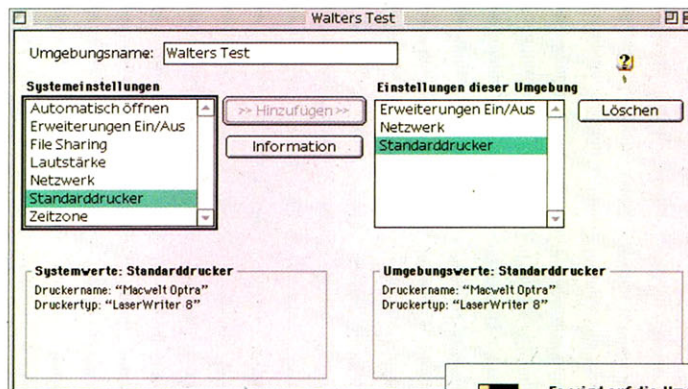 Walters Test
Umgebungsname: Walters Test
Systemeinstellungen
Automatisch öffnen
Erweiterungen Ein/Aus
File Sharing
Lautstärke
Netzwerk
Standarddrucker
Zeitzone
>> Hinzufügen >>
Information
Einstellungen dieser Umgebung
Erweiterungen Ein/Aus
Netzwerk
Standarddrucker
Löschen
Systemwerte: Standarddrucker
Druckername: “Macwelt Optra”
Druckertyp: “LaserWriter 8”
Umgebungswerte: Standarddrucker
Druckername: “Macwelt Optra”
Druckertyp: “LaserWriter 8”